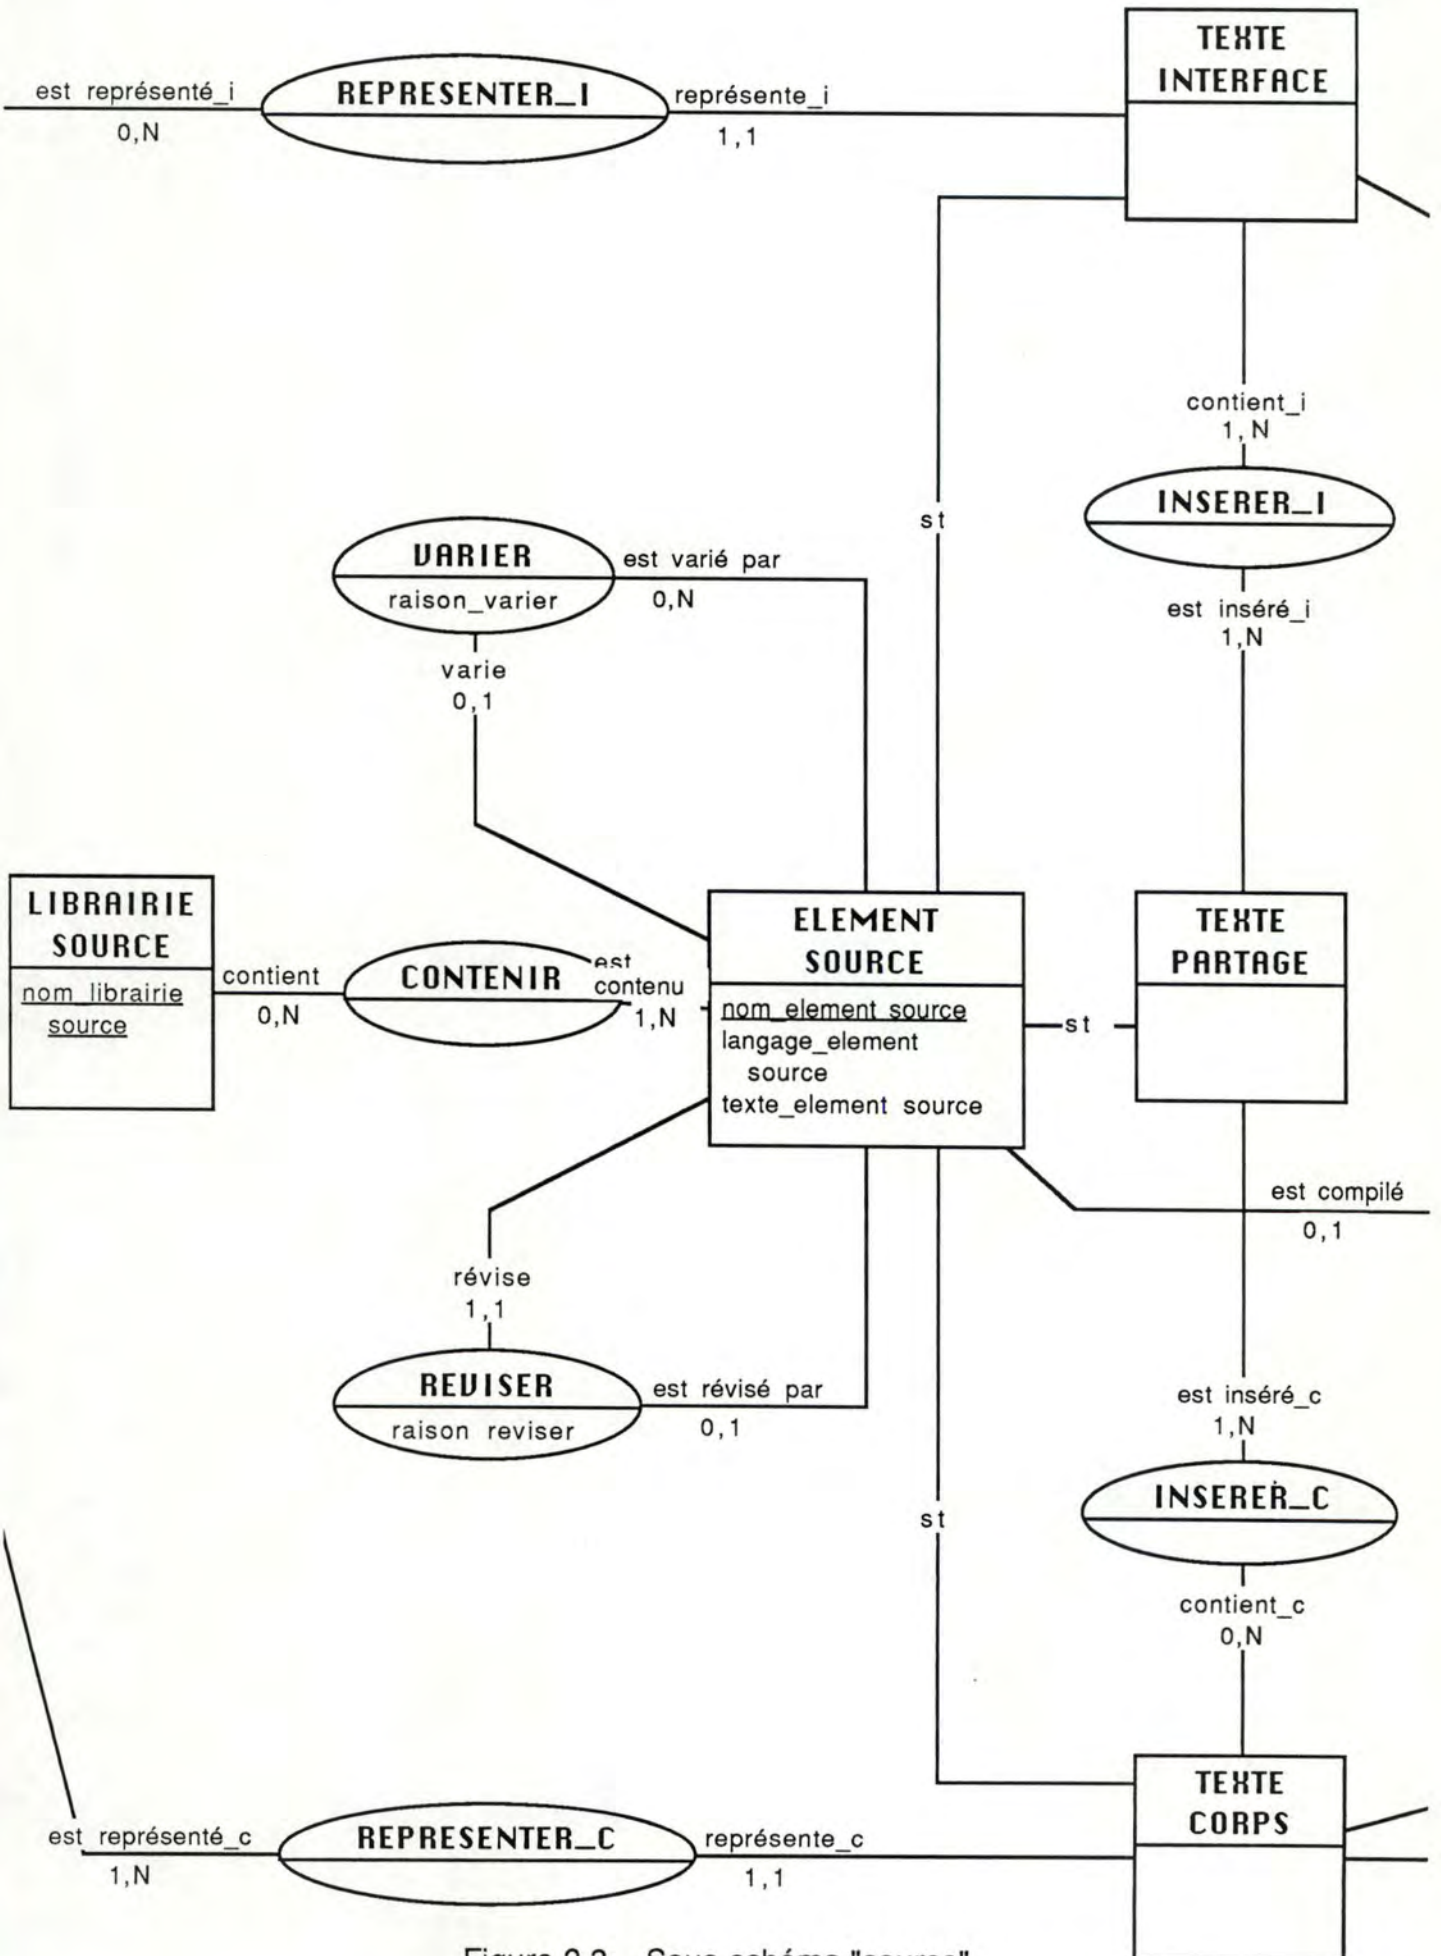 TEXTE
INTERFACE
est représenté_i
REPRESENTER_I
représente_i
0,N
1,1
contient_i
1,N
INSERER_I
st
VARIER
est varié par
raison_varier
0,N
est inséré_i
1,N
varie
0,1
LIBRAIRIE
SOURCE
nom_librairie
source
contient
0,N
CONTENIR
est
contenu
1,N
ELEMENT
SOURCE
nom_element source
langage_element
source
texte_element source
st
TEXTE
PARTAGE
est compilé
0,1
révise
1,1
REVISER
raison reviser
est révisé par
0,1
est inséré_c
1,N
INSERER_C
st
contient_c
0,N
TEXTE
CORPS
est représenté_c
1,N
REPRESENTER_C
représente_c
1,1
Sous-schéma "source"